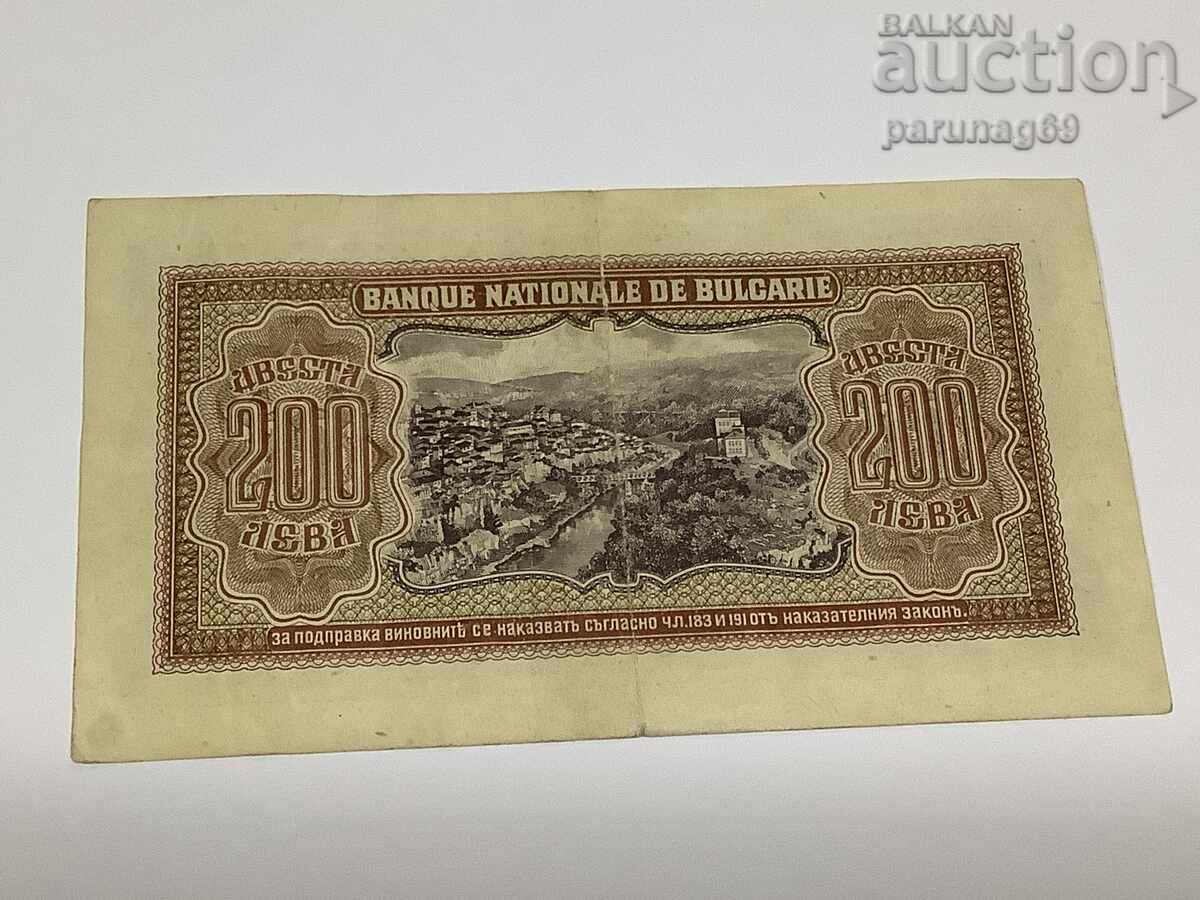 BALKAN
auction
parunag69
BANQUE NATIONALE DE BULGARIE
ДВЕСТА
200
ЛЕВА
ДВЕСТА
200
ЛЕВА
ЗА ПОДПРАВКА ВИНОВНИТѢ СЕ НАКАЗВАТЪ СЪГЛАСНО ЧЛ. 183 И 191 ОТЪ НАКАЗАТЕЛНИЯ ЗАКОНЪ.